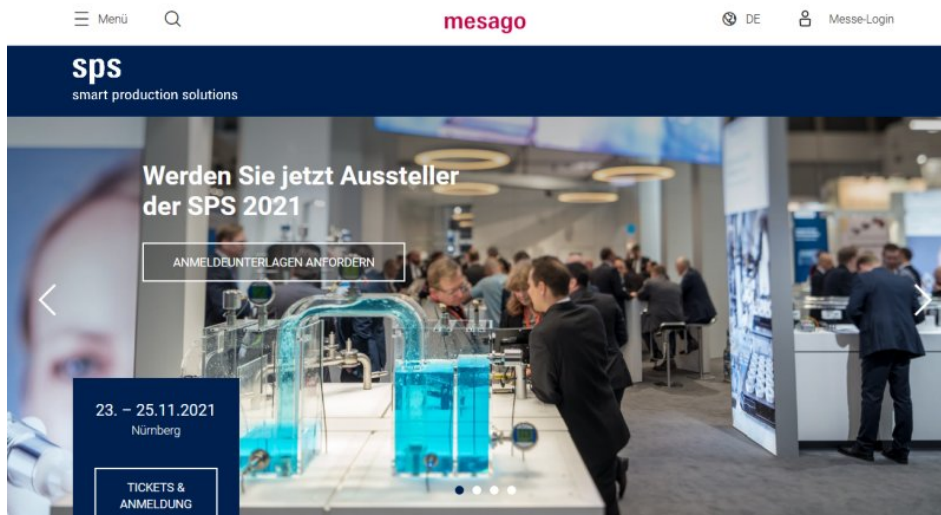 Menü
mesago
DE
Messe-Login
sps
smart production solutions
Werden Sie jetzt Aussteller
der SPS 2021
ANMELDEUNTERLAGEN ANFORDERN
23. – 25.11.2021
Nürnberg
TICKETS &
ANMELDUNG